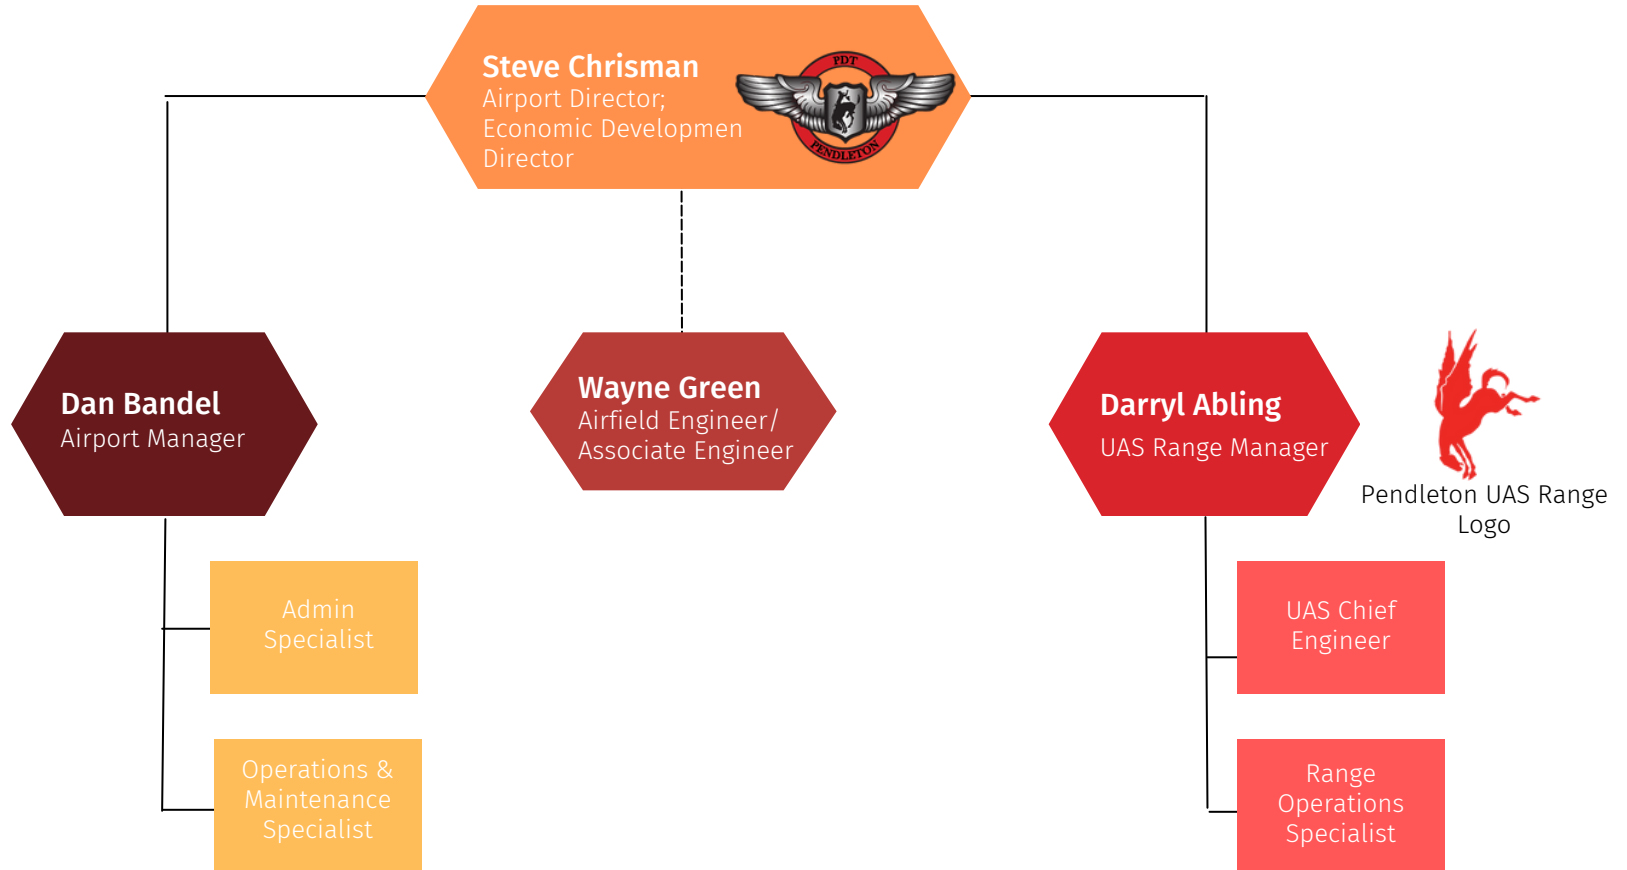 Steve Chrisman
Airport Director;
Economic Developmen
Director
PDT
PENDLETON
Dan Bandel
Airport Manager
Wayne Green
Airfield Engineer/
Associate Engineer
Darryl Abling
UAS Range Manager
Pendleton UAS Range
Logo
Admin
Specialist
UAS Chief
Engineer
Operations &
Maintenance
Specialist
Range
Operations
Specialist